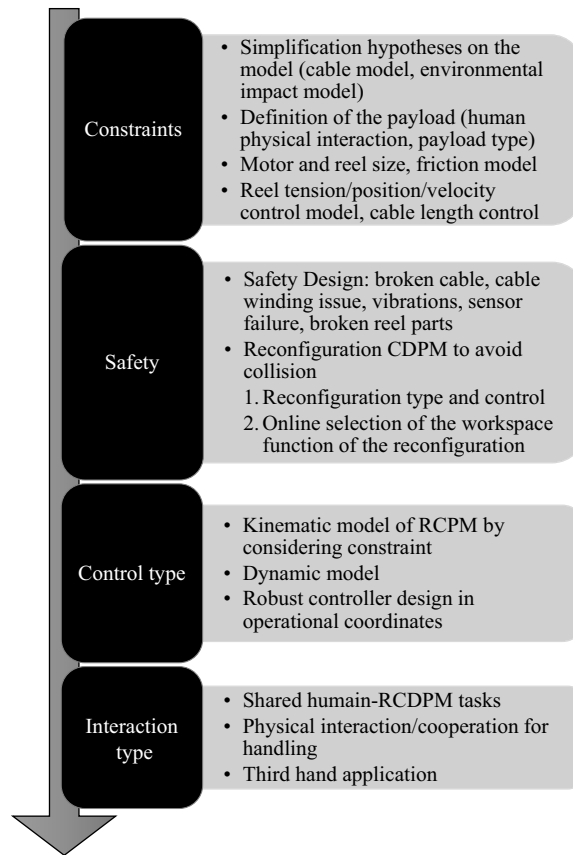 Constraints
• Simplification hypotheses on the
model (cable model, environmental
impact model)
• Definition of the payload (human
physical interaction, payload type)
• Motor and reel size, friction model
• Reel tension/position/velocity
control model, cable length control
Safety
• Safety Design: broken cable, cable
winding issue, vibrations, sensor
failure, broken reel parts
• Reconfiguration CDPM to avoid
collision
1. Reconfiguration type and control
2. Online selection of the workspace
function of the reconfiguration
Control type
• Kinematic model of RCPM by
considering constraint
• Dynamic model
• Robust controller design in
operational coordinates
Interaction
type
• Shared humain-RCDPM tasks
• Physical interaction/cooperation for
handling
• Third hand application